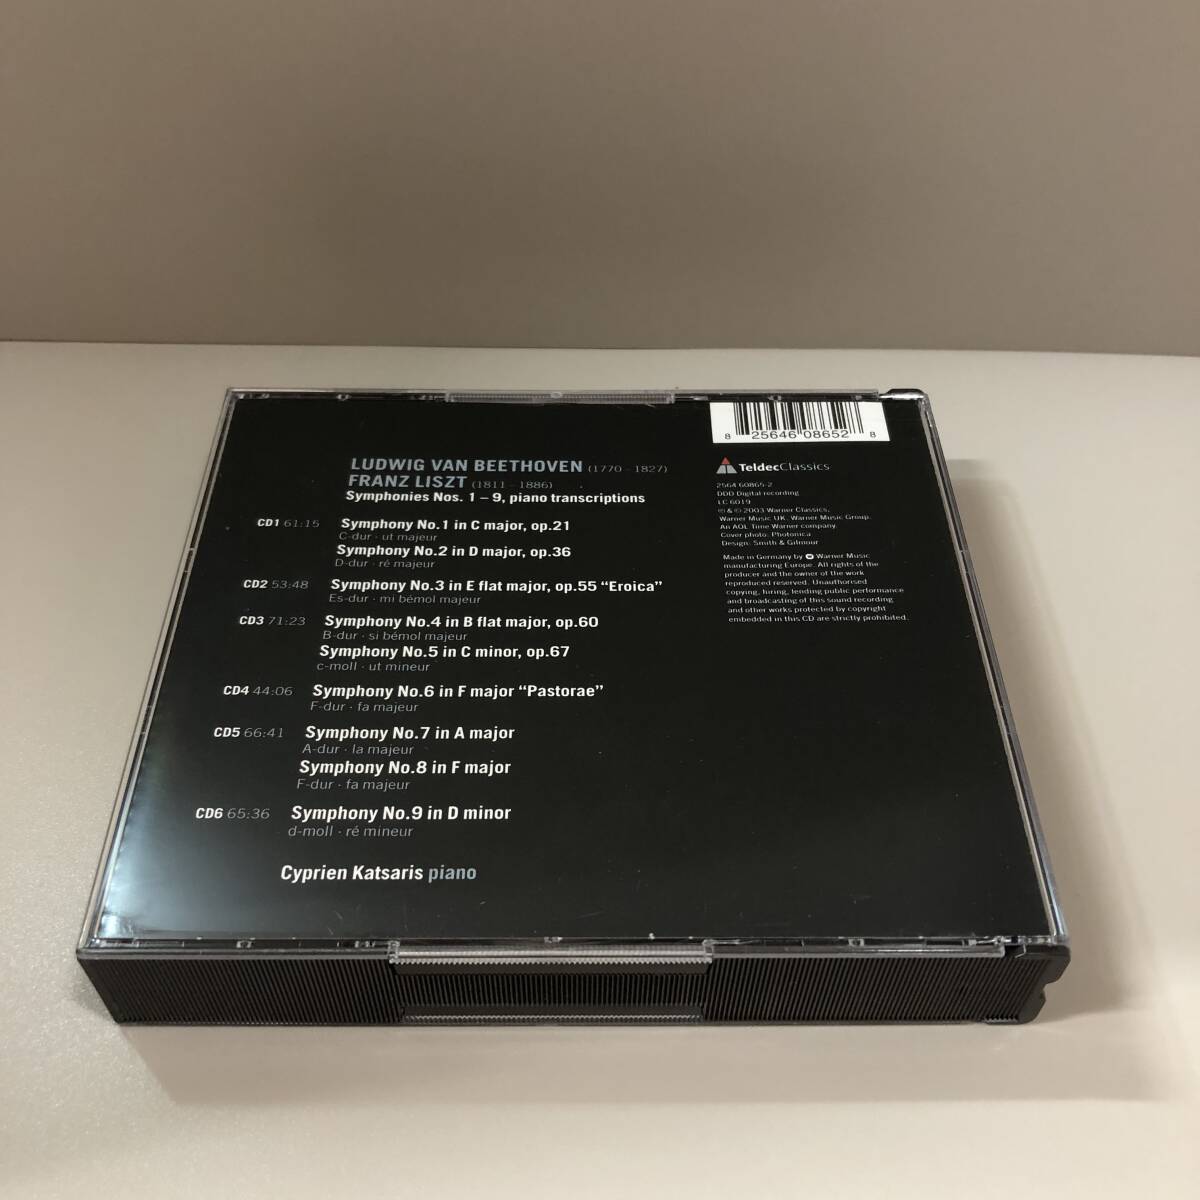 8 25646 08652 8
TeldecClassics
2564 60865-2
DDD Digital recording
LC 6019
℗ & © 2003 Warner Classics,
Warner Music UK. Warner Music Group.
An AOL Time Warner company.
Cover photo: Photonica
Design: Smith & Gilmour
Made in Germany by Warner Music
manufacturing Europe. All rights of the
producer and the owner of the work
reproduced reserved. Unauthorised
copying, hiring, lending public performance
and broadcasting of this sound recording
and other works protected by copyright
embedded in this CD are strictly prohibited.
LUDWIG VAN BEETHOVEN (1770 - 1827)
FRANZ LISZT (1811 - 1886)
Symphonies Nos. 1 – 9, piano transcriptions
CD1 61:15 Symphony No.1 in C major, op.21
C-dur · ut majeur
Symphony No.2 in D major, op.36
D-dur · ré majeur
CD2 53:48 Symphony No.3 in E flat major, op.55 “Eroica”
Es-dur · mi bémol majeur
CD3 71:23 Symphony No.4 in B flat major, op.60
B-dur · si bémol majeur
Symphony No.5 in C minor, op.67
c-moll · ut mineur
CD4 44:06 Symphony No.6 in F major “Pastorae”
F-dur · fa majeur
CD5 66:41 Symphony No.7 in A major
A-dur · la majeur
Symphony No.8 in F major
F-dur · fa majeur
CD6 65:36 Symphony No.9 in D minor
d-moll · ré mineur
Cyprien Katsaris piano